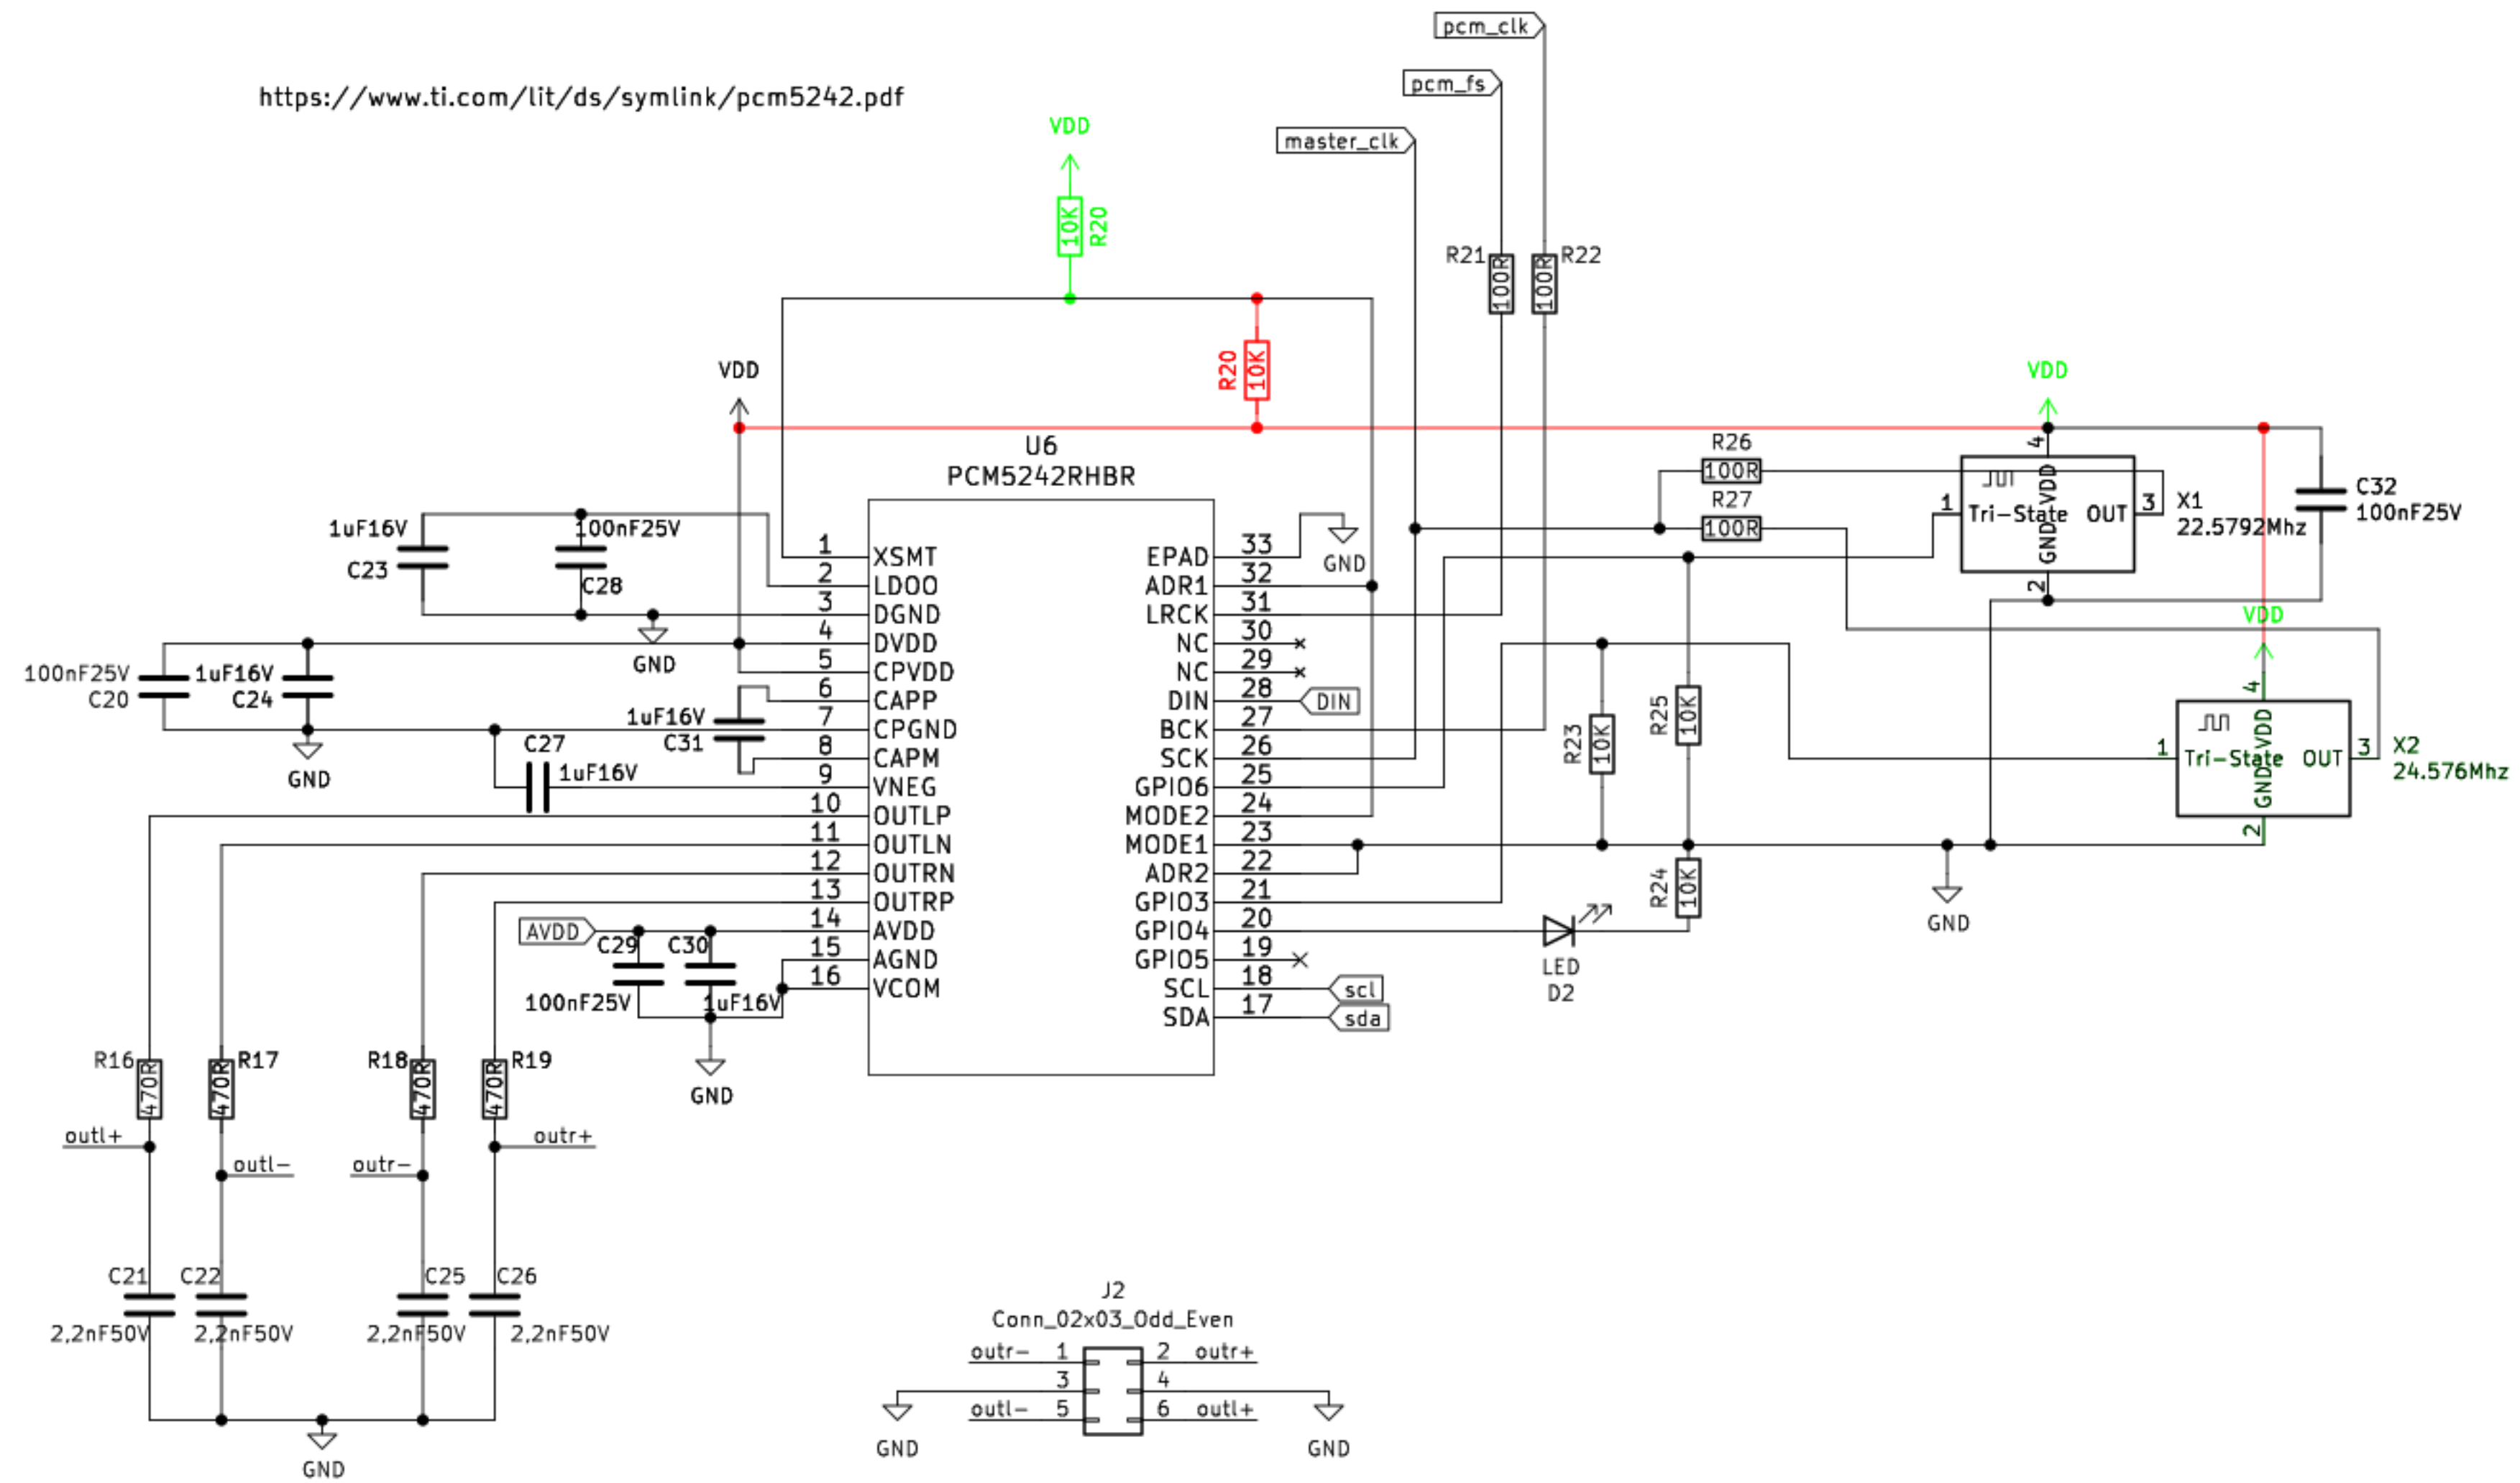 pcm_clk
pcm_fs
https://www.ti.com/lit/ds/symlink/pcm5242.pdf
master_clk
VDD
10K
R20
R21
100R
100R
R22
R20
10K
VDD
VDD
U6
PCM5242RHBR
R26
100R
R27
100R
4
VDD
1
Tri-State
OUT
3
GND
2
X1
22.5792Mhz
C32
100nF25V
1uF16V
C23
100nF25V
C28
GND
100nF25V
C20
1uF16V
C24
GND
1uF16V
C31
C27
1uF16V
1 XSMT
2 LDOO
3 DGND
4 DVDD
5 CPVDD
6 CAPP
7 CPGND
8 CAPM
9 VNEG
10 OUTLP
11 OUTLN
12 OUTRN
13 OUTRP
14 AVDD
15 AGND
16 VCOM
EPAD 33
ADR1 32
LRCK 31
NC 30
NC 29
DIN 28
BCK 27
SCK 26
GPIO6 25
MODE2 24
MODE1 23
ADR2 22
GPIO3 21
GPIO4 20
GPIO5 19
SCL 18
SDA 17
GND
DIN
scl
sda
R23
10K
R25
10K
R24
10K
LED
D2
GND
VDD
4
VDD
1
Tri-State
OUT
3
GND
2
X2
24.576Mhz
AVDD
C29
C30
100nF25V
1uF16V
GND
R16
470R
470R
R17
R18
470R
470R
R19
outl+
outl-
outr-
outr+
C21
C22
C25
C26
2,2nF50V
2,2nF50V
2,2nF50V
2,2nF50V
GND
J2
Conn_02x03_Odd_Even
outr- 1 2 outr+
3 4
outl- 5 6 outl+
GND
GND